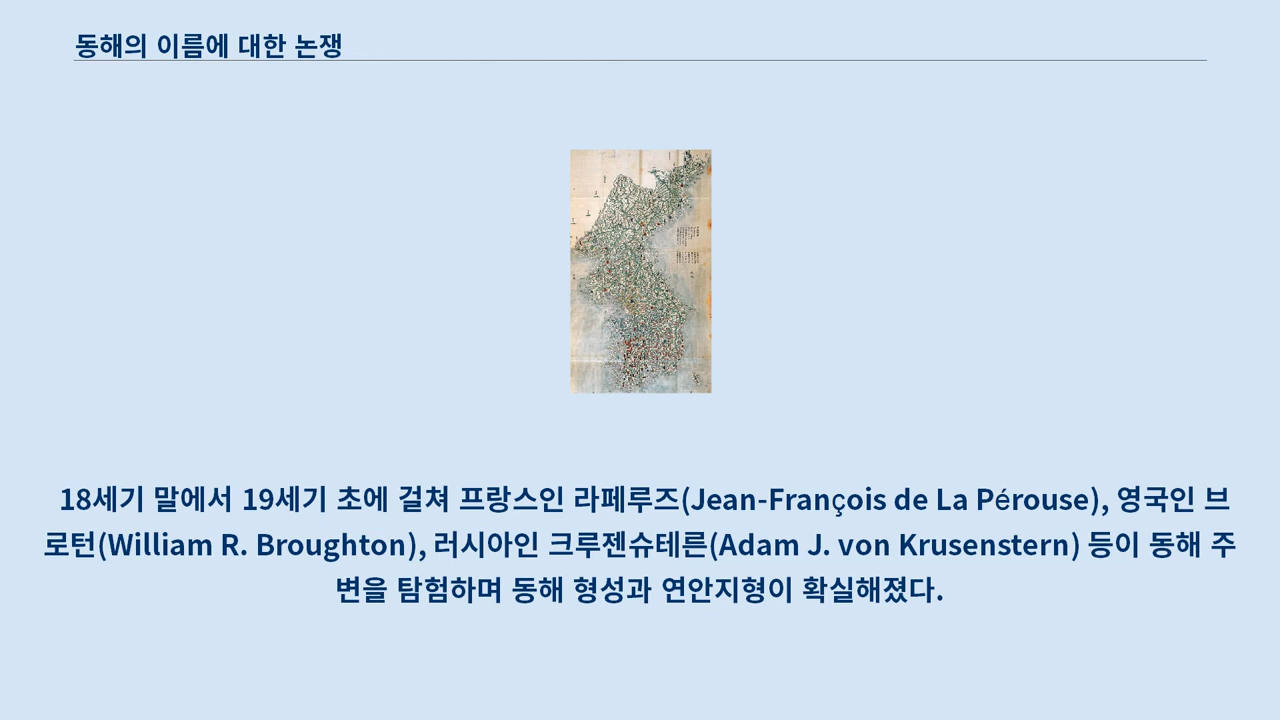 동해의 이름에 대한 논쟁
18세기 말에서 19세기 초에 걸쳐 프랑스인 라페루즈(Jean-François de La Pérouse), 영국인 브
로턴(William R. Broughton), 러시아인 크루젠슈테른(Adam J. von Krusenstern) 등이 동해 주
변을 탐험하며 동해 형성과 연안지형이 확실해졌다.